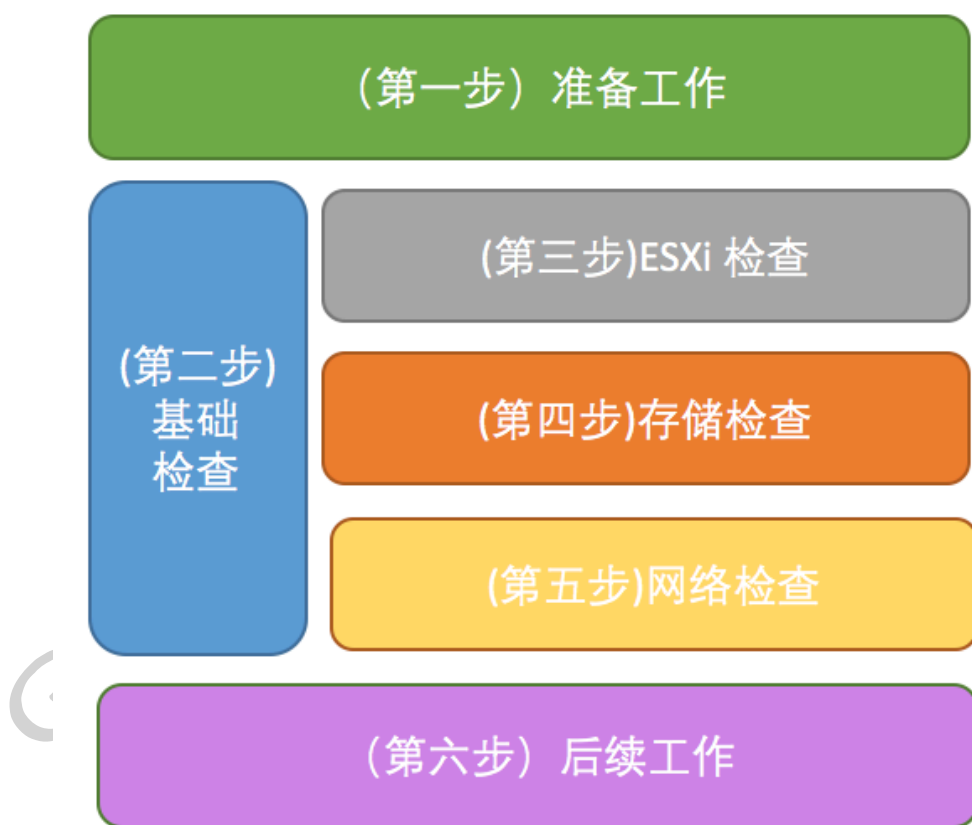 （第一步）准备工作
(第二步)
基础
检查
(第三步)ESXi 检查
(第四步)存储检查
(第五步)网络检查
（第六步）后续工作